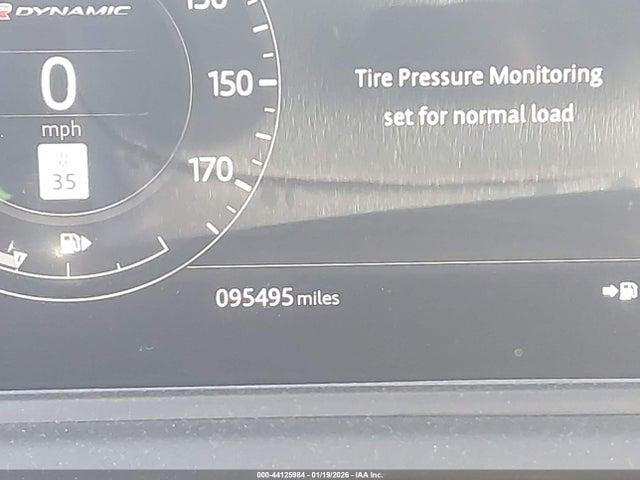 R DYNAMIC
0
mph
35
150
170
Tire Pressure Monitoring
set for normal load
095495 miles
000-44125984 - 01/19/2026 - IAA Inc.